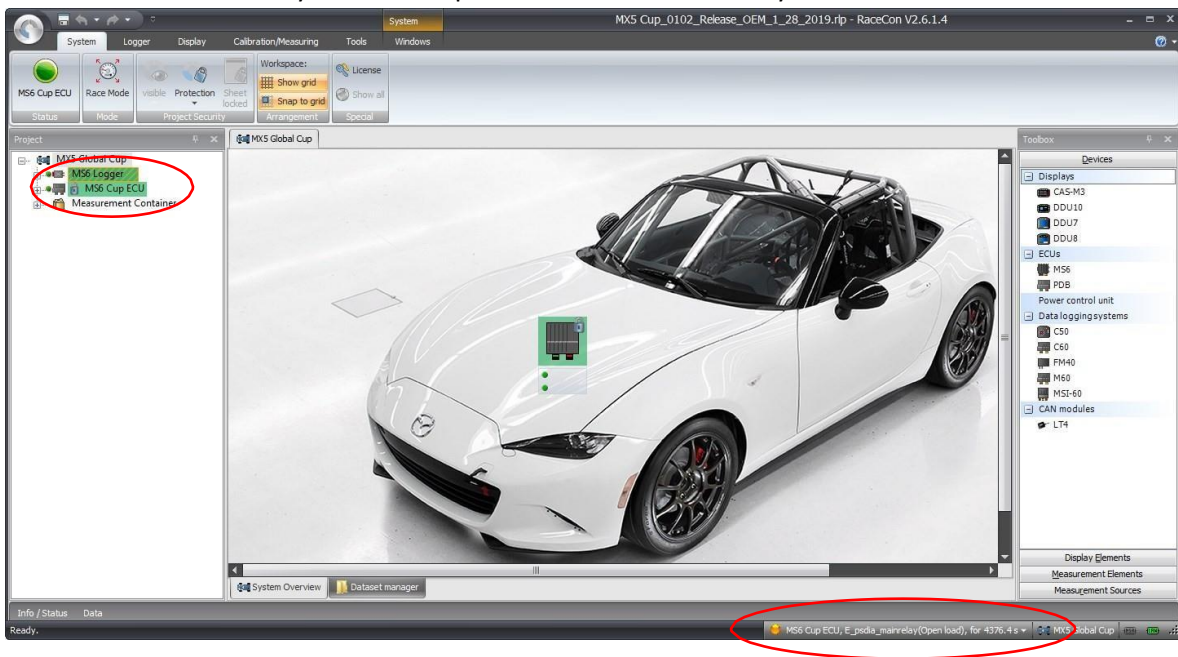 System
MX5 Cup_0102_Release_OEM_1_28_2019.rlp - RaceCon V2.6.1.4
System Logger Display Calibration/Measuring Tools Windows
MS6 Cup ECU
Race Mode
visible
Protection
Sheet
locked
Workspace:
Show grid
Snap to grid
License
Show all
Status Mode Project Security Arrangement Special
Project
MX5 Global Cup
MS6 Logger
MS6 Cup ECU
Measurement Container
MX5 Global Cup
System Overview
Dataset manager
Toolbox
Devices
Displays
CAS-M3
DDU10
DDU7
DDU8
ECUs
MS6
PDB
Power control unit
Data logging systems
C50
C60
FM40
M60
MSI-60
CAN modules
LT4
Display Elements
Measurement Elements
Measurement Sources
Info / Status Data
Ready.
MS6 Cup ECU, E_psdia_mainrelay(Open load), for 4376.4 s
MX5 Global Cup